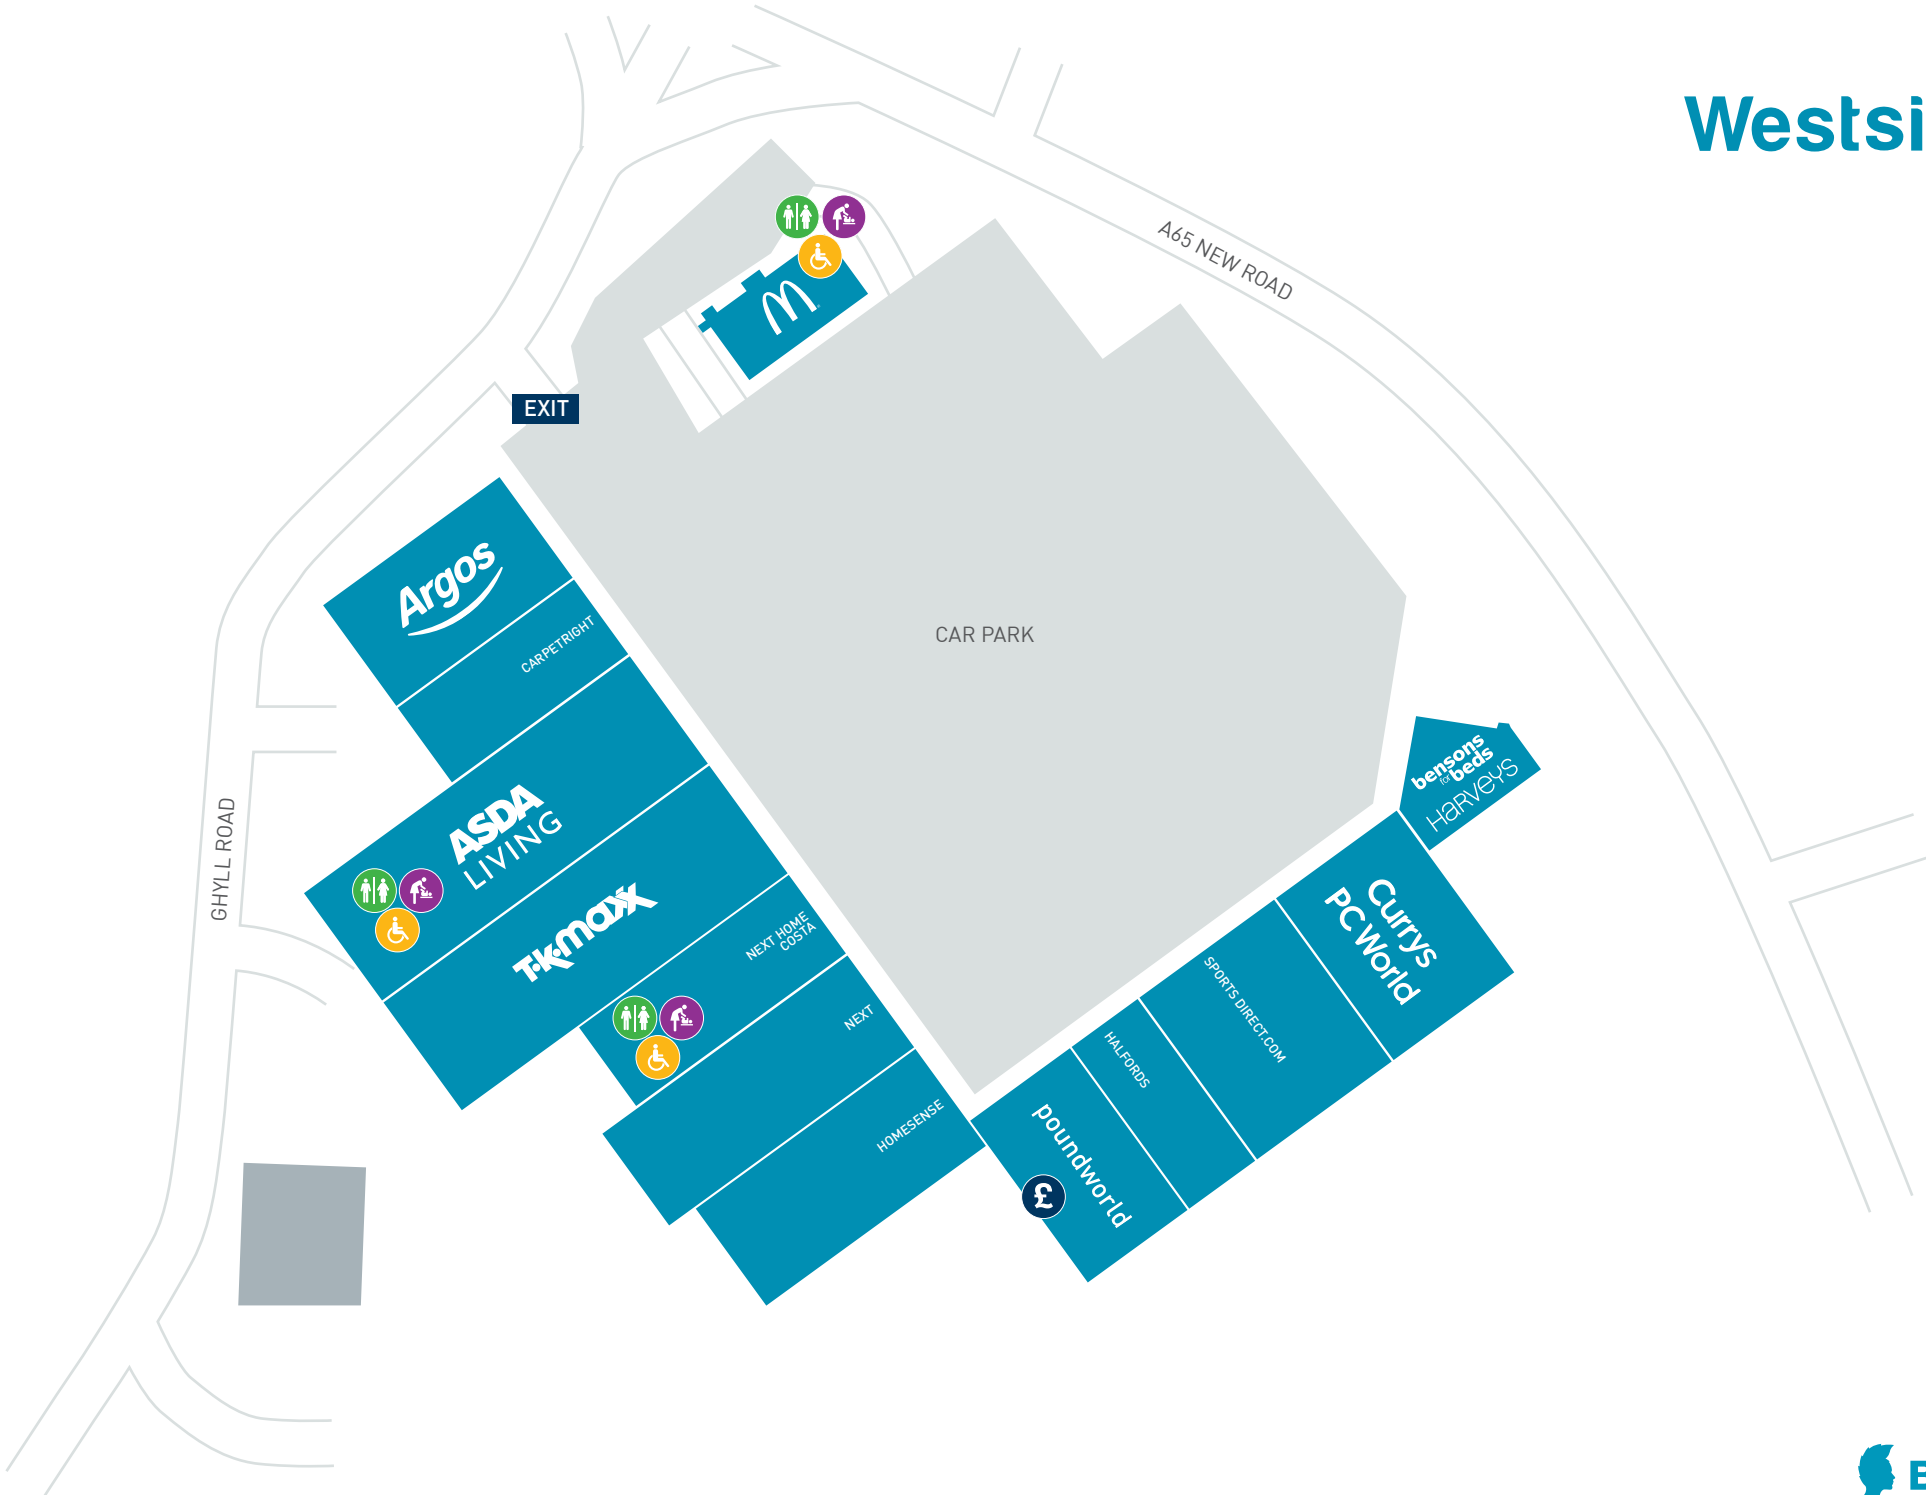 Westsi
A65 NEW ROAD
EXIT
Argos
CARPETRIGHT
CAR PARK
bensons
for beds
HARVEYS
ASDA
LIVING
GHYLL ROAD
Currys
PC World
T·K·maxx
NEXT HOME
COSTA
SPORTS DIRECT.COM
NEXT
HALFORDS
HOMESENSE
poundworld
£
E